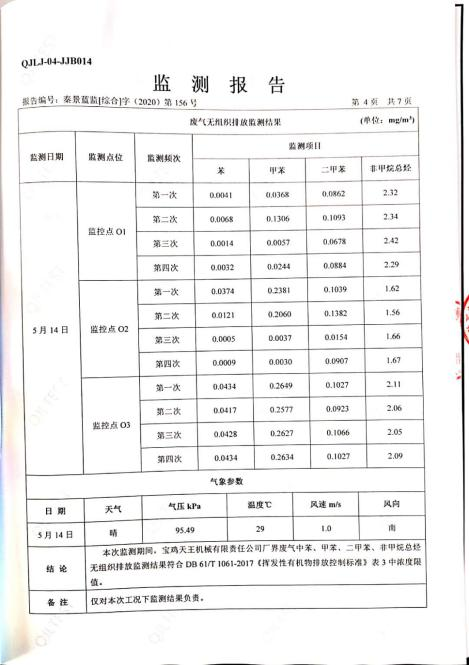 QJLJ-04-JJB014
监测报告
报告编号：秦景蓝监[综合]字（2020）第 156 号 第 4 页 共 7 页
废气无组织排放监测结果 (单位：mg/m³)
监测日期 监测点位 监测频次 监测项目
苯 甲苯 二甲苯 非甲烷总烃
5 月 14 日
监控点 O1
第一次 0.0041 0.0368 0.0862 2.32
第二次 0.0068 0.1306 0.1093 2.34
第三次 0.0014 0.0057 0.0678 2.42
第四次 0.0032 0.0244 0.0884 2.29
监控点 O2
第一次 0.0374 0.2381 0.1039 1.62
第二次 0.0121 0.2060 0.1382 1.56
第三次 0.0005 0.0037 0.0154 1.66
第四次 0.0009 0.0030 0.0907 1.67
监控点 O3
第一次 0.0434 0.2649 0.1027 2.11
第二次 0.0417 0.2577 0.0923 2.06
第三次 0.0428 0.2627 0.1066 2.05
第四次 0.0434 0.2634 0.1027 2.09
气象参数
日 期 天气 气压 kPa 温度℃ 风速 m/s 风向
5 月 14 日 晴 95.49 29 1.0 南
结 论
本次监测期间，宝鸡天王机械有限责任公司厂界废气中苯、甲苯、二甲苯、非甲烷总烃
无组织排放监测结果符合 DB 61/T 1061-2017《挥发性有机物排放控制标准》表 3 中浓度限
值。
备 注 仅对本次工况下监测结果负责。